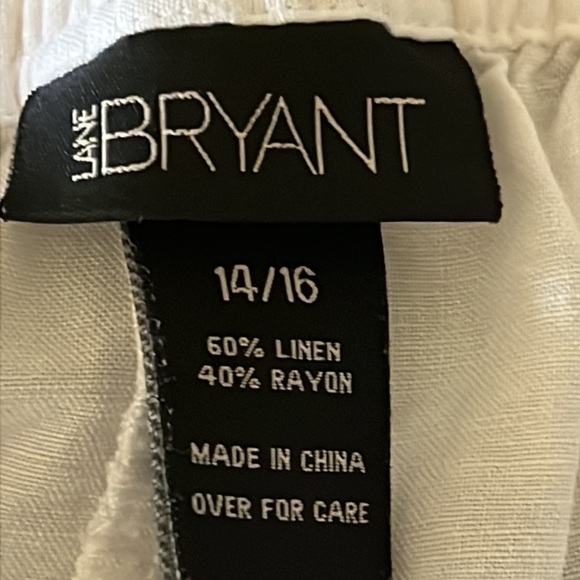 LANE BRYANT
14/16
60% LINEN
40% RAYON
MADE IN CHINA
OVER FOR CARE